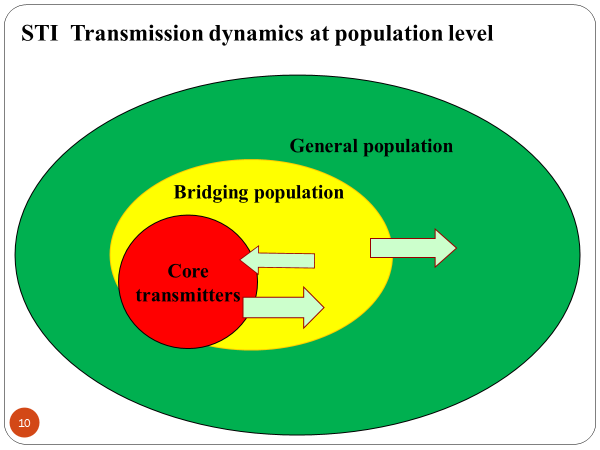 STI  Transmission dynamics at population level
General population
Bridging population
Core
transmitters
10